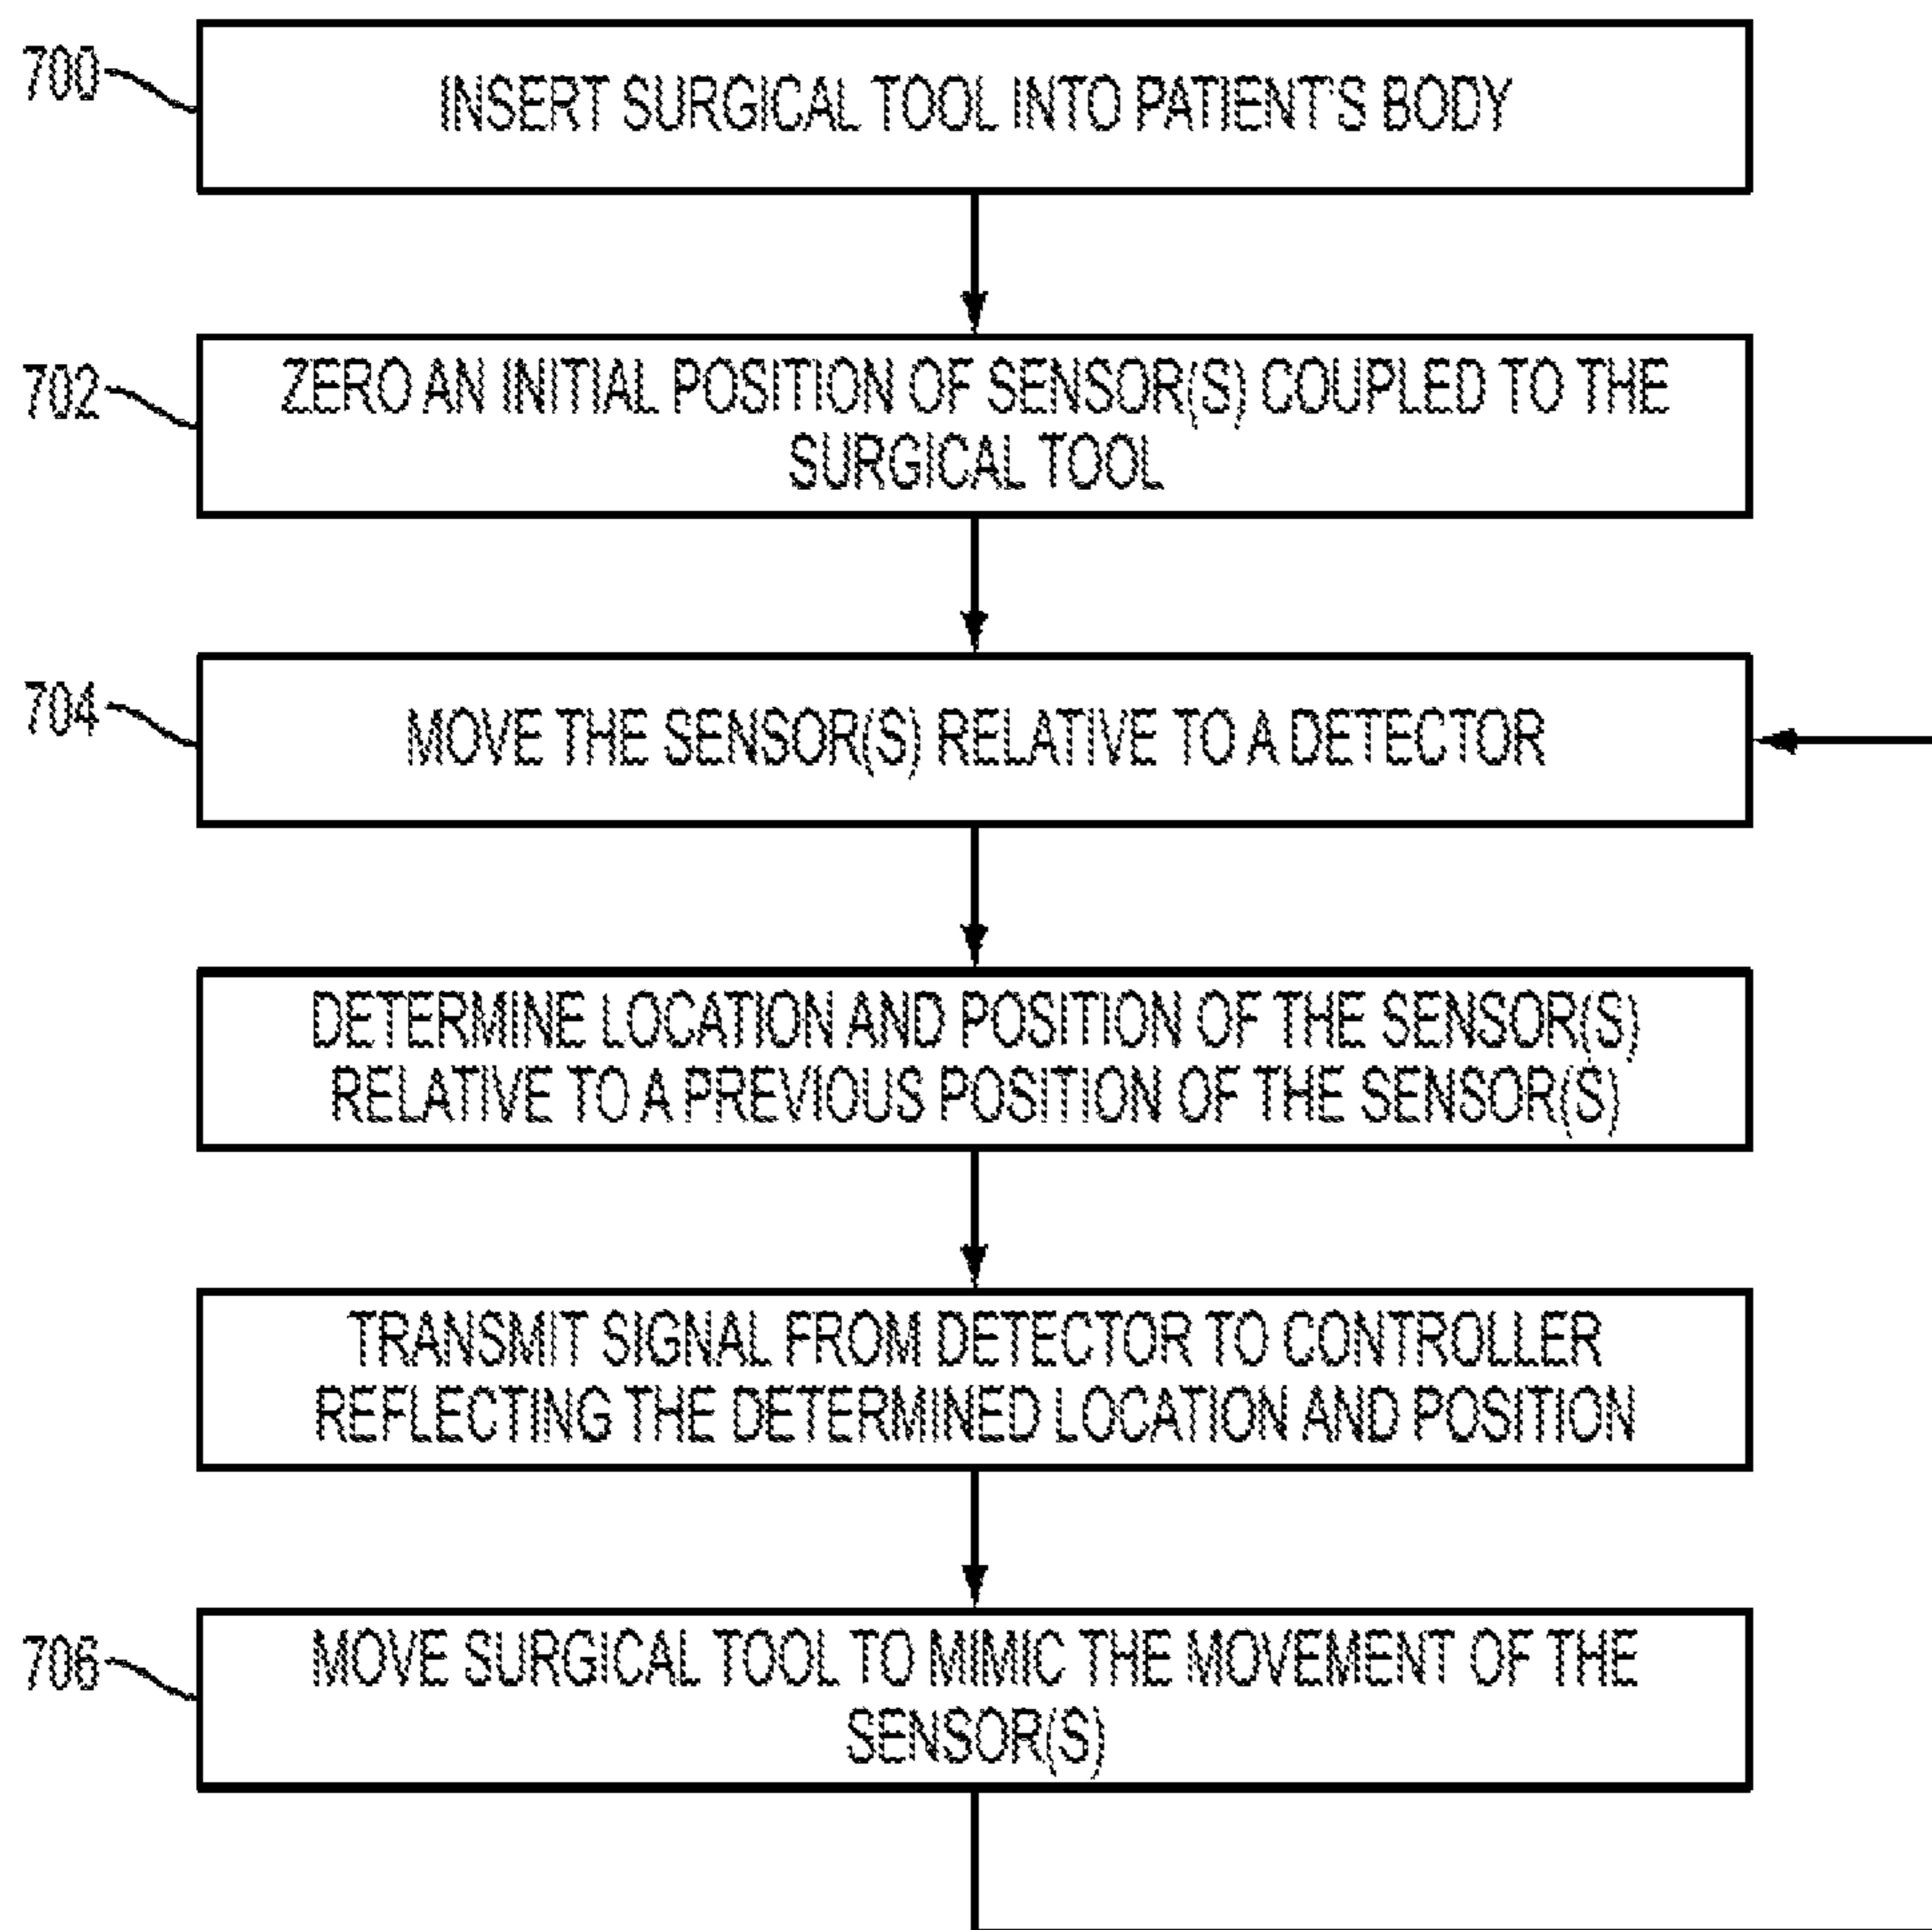 700
INSERT SURGICAL TOOL INTO PATIENT'S BODY
702
ZERO AN INITIAL POSITION OF SENSOR(S) COUPLED TO THE
SURGICAL TOOL
704
MOVE THE SENSOR(S) RELATIVE TO A DETECTOR
DETERMINE LOCATION AND POSITION OF THE SENSOR(S)
RELATIVE TO A PREVIOUS POSITION OF THE SENSOR(S)
TRANSMIT SIGNAL FROM DETECTOR TO CONTROLLER
REFLECTING THE DETERMINED LOCATION AND POSITION
706
MOVE SURGICAL TOOL TO MIMIC THE MOVEMENT OF THE
SENSOR(S)